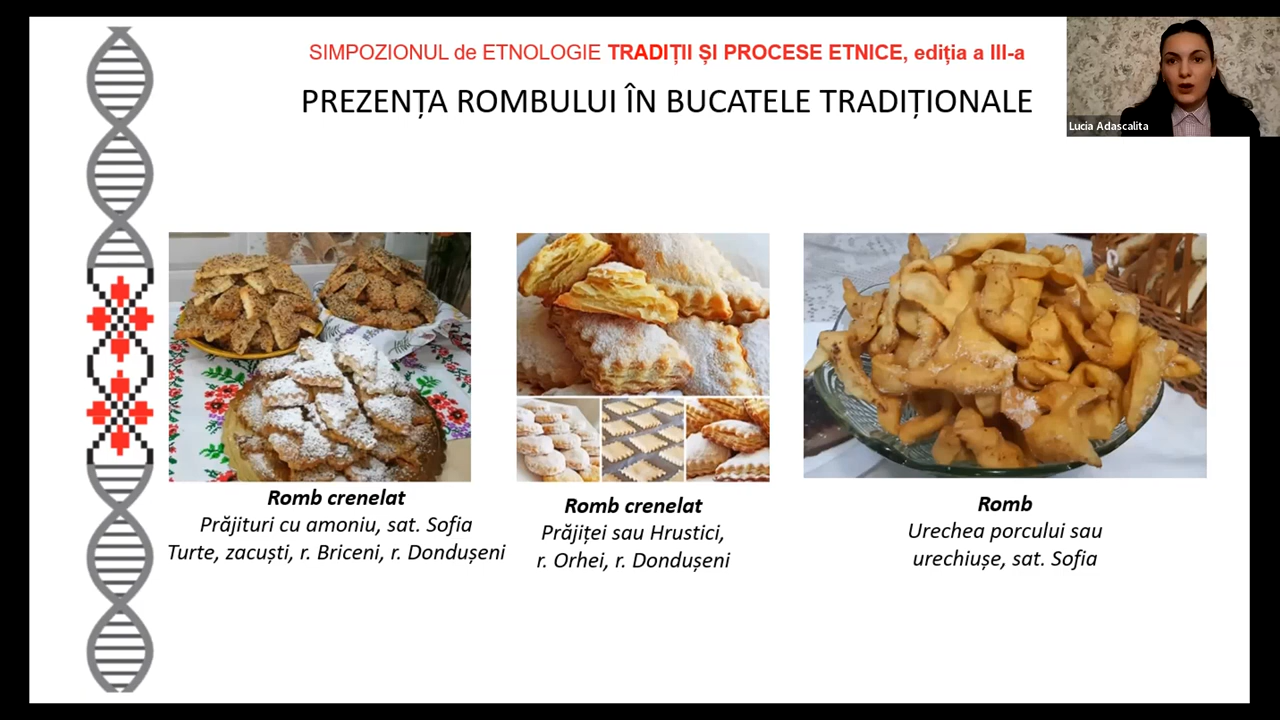 SIMPOZIONUL de ETNOLOGIE TRADIȚII ȘI PROCESE ETNICE, ediția a III-a
PREZENȚA ROMBULUI ÎN BUCATELE TRADIȚIONALE
Lucia Adascalita
Romb crenelat
Prăjituri cu amoniu, sat. Sofia
Turte, zacuști, r. Briceni, r. Dondușeni
Romb crenelat
Prăjiței sau Hrustici,
r. Orhei, r. Dondușeni
Romb
Urechea porcului sau
urechiușe, sat. Sofia